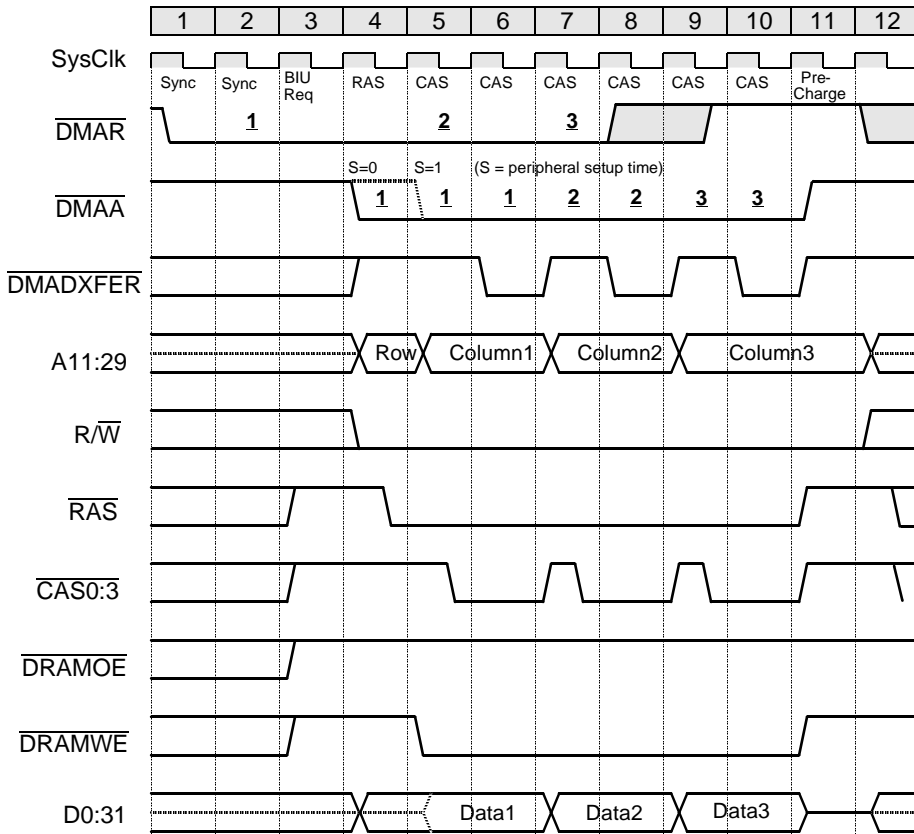 1 2 3 4 5 6 7 8 9 10 11 12
SysClk
Sync Sync BIU Req RAS CAS CAS CAS CAS CAS CAS Pre-Charge
DMAR 1 2 3
S=0 S=1 (S = peripheral setup time)
DMAA 1 1 1 2 2 3 3
DMADXFER
A11:29 Row Column1 Column2 Column3
R/W
RAS
CAS0:3
DRAMOE
DRAMWE
D0:31 Data1 Data2 Data3